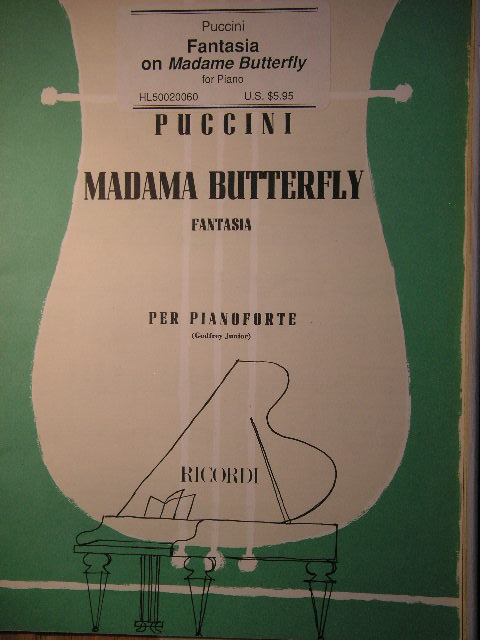 Puccini
Fantasia
on Madame Butterfly
for Piano
HL50020060 U.S. $5.95
PUCCINI
MADAMA BUTTERFLY
FANTASIA
PER PIANOFORTE
(Godfrey Junior)
RICORDI